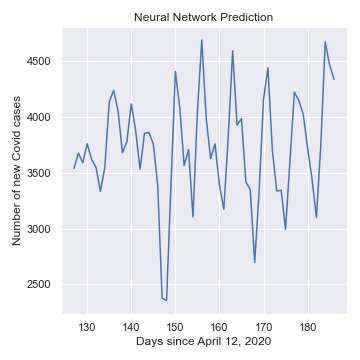 Neural Network Prediction
Number of new Covid cases
4500
4000
3500
3000
2500
130 140 150 160 170 180
Days since April 12, 2020